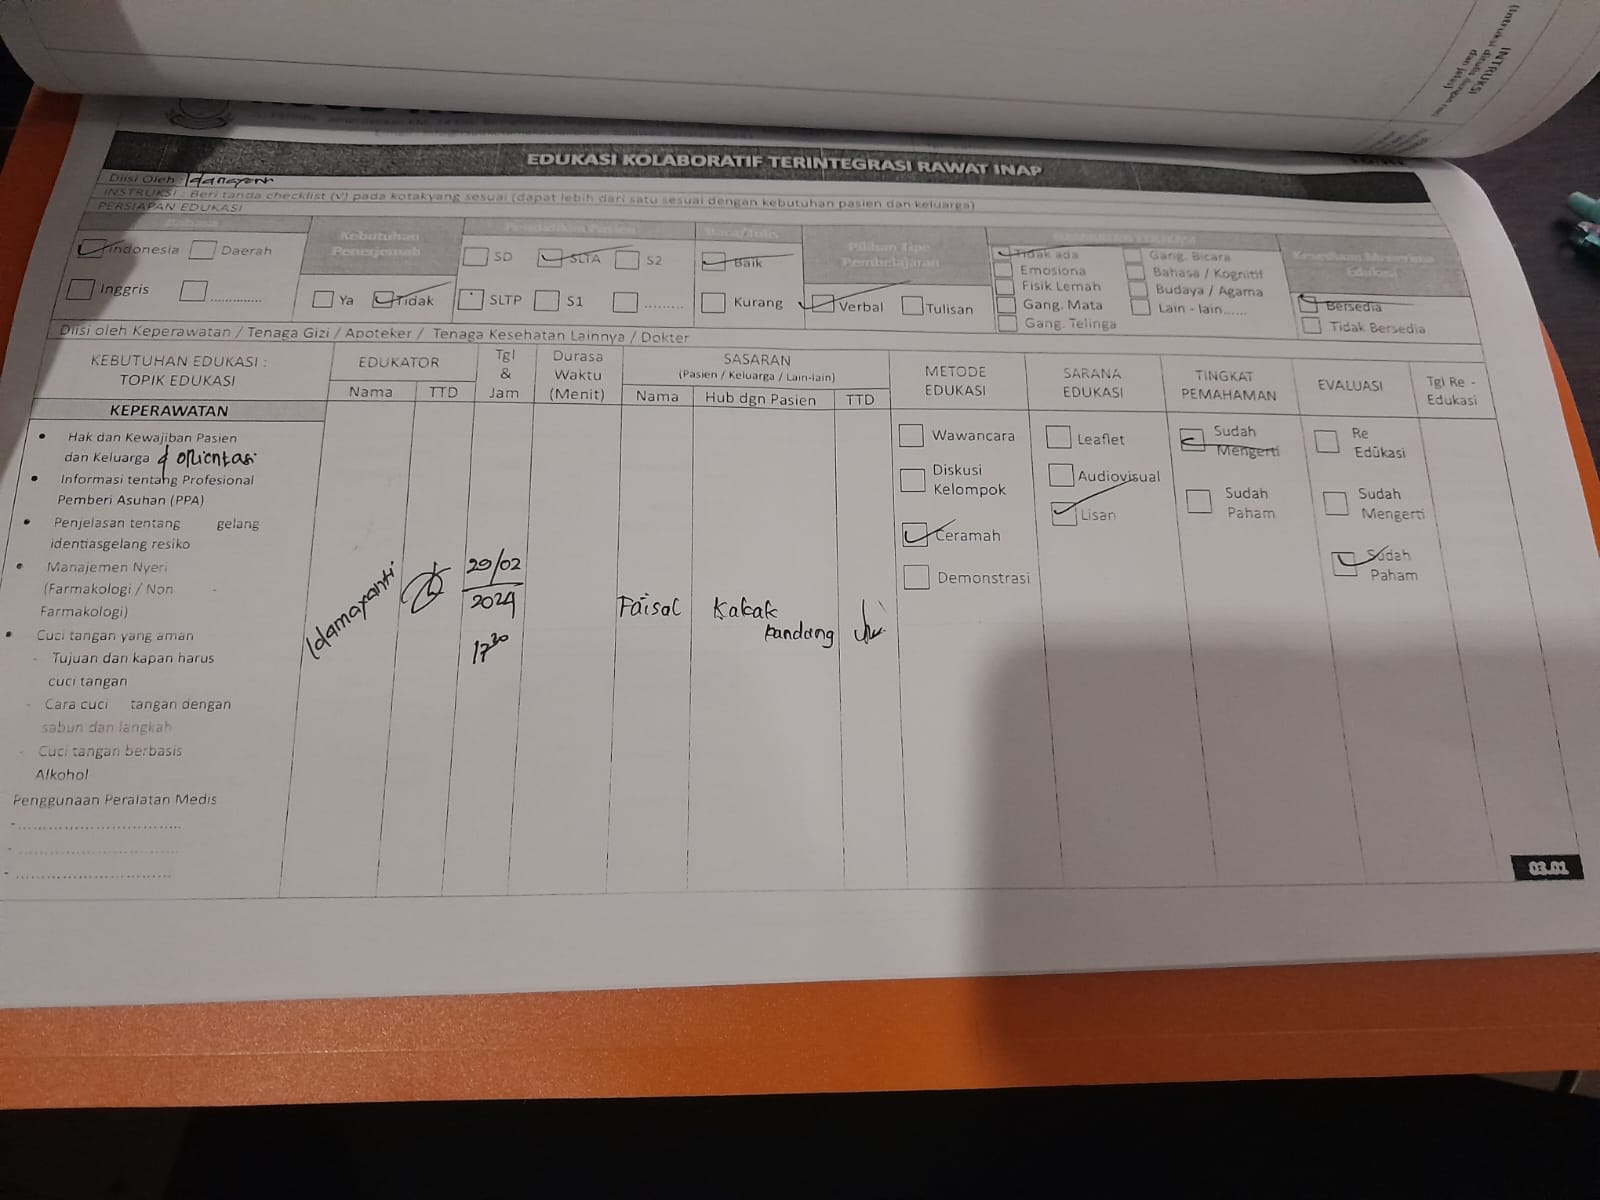 EDUKASI KOLABORATIF TERINTEGRASI RAWAT INAP
Diisi Oleh Idamayanti
INSTRUKSI : Beri tanda checklist (V) pada kotakyang sesuai (dapat lebih dari satu sesuai dengan kebutuhan pasien dan keluarga)
PERSIAPAN EDUKASI
Indonesia Daerah
Inggris ..............
Kebutuhan
Penerjemah
Ya Tidak
Pendidikan Pasien
SD SLTA S2
SLTP S1 ..........
Baca/Tulis
Baik
Kurang
Pilihan Tipe
Pembelajaran
Verbal Tulisan
Tidak ada Gang. Bicara
Emosiona Bahasa / Kognitif
Fisik Lemah Budaya / Agama
Gang. Mata Lain - lain......
Gang. Telinga
Kesediaan Menerima
Edukasi
Bersedia
Tidak Bersedia
Diisi oleh Keperawatan / Tenaga Gizi / Apoteker / Tenaga Kesehatan Lainnya / Dokter
KEBUTUHAN EDUKASI :
TOPIK EDUKASI
EDUKATOR
Nama TTD
Tgl
&
Jam
Durasa
Waktu
(Menit)
SASARAN
(Pasien / Keluarga / Lain-lain)
Nama Hub dgn Pasien TTD
METODE
EDUKASI
SARANA
EDUKASI
TINGKAT
PEMAHAMAN
EVALUASI
Tgl Re -
Edukasi
KEPERAWATAN
• Hak dan Kewajiban Pasien
dan Keluarga & orientasi
• Informasi tentang Profesional
Pemberi Asuhan (PPA)
• Penjelasan tentang gelang
identiasgelang resiko
• Manajemen Nyeri
(Farmakologi / Non -
Farmakologi)
• Cuci tangan yang aman
- Tujuan dan kapan harus
cuci tangan
- Cara cuci tangan dengan
sabun dan langkah
- Cuci tangan berbasis
Alkohol
Penggunaan Peralatan Medis
-................................
-...............................
-...............................
Idamayanti
29/02
2024
17 30
Faisal
Kakak
kandang
Wawancara
Diskusi
Kelompok
Ceramah
Demonstrasi
Leaflet
Audiovisual
Lisan
Sudah
Mengerti
Sudah
Paham
Re
Edukasi
Sudah
Mengerti
Sudah
Paham
03.01
INTRUKSI